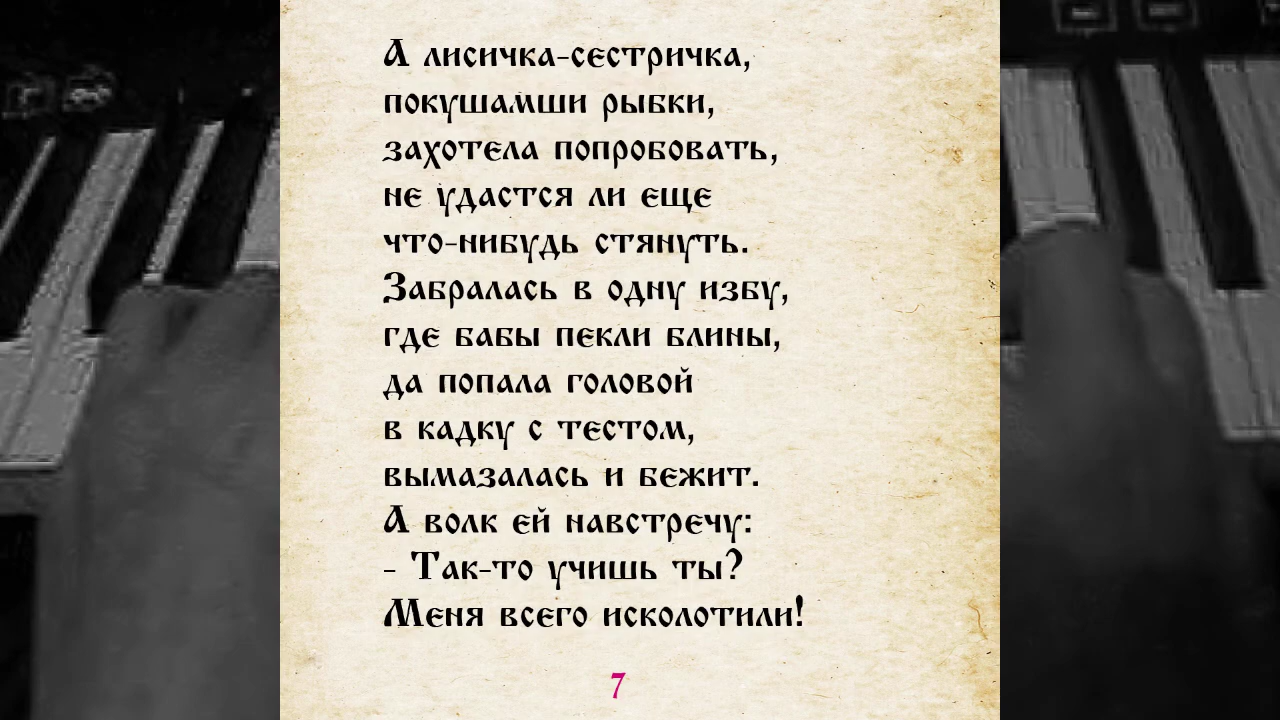 А лисичка-сестричка,
покушамши рыбки,
захотела попробовать,
не удастся ли еще
что-нибудь стянуть.
Забралась в одну избу,
где бабы пекли блины,
да попала головой
в кадку с тестом,
вымазалась и бежит.
А волк ей навстречу:
- Так-то учишь ты?
Меня всего исколотили!
7